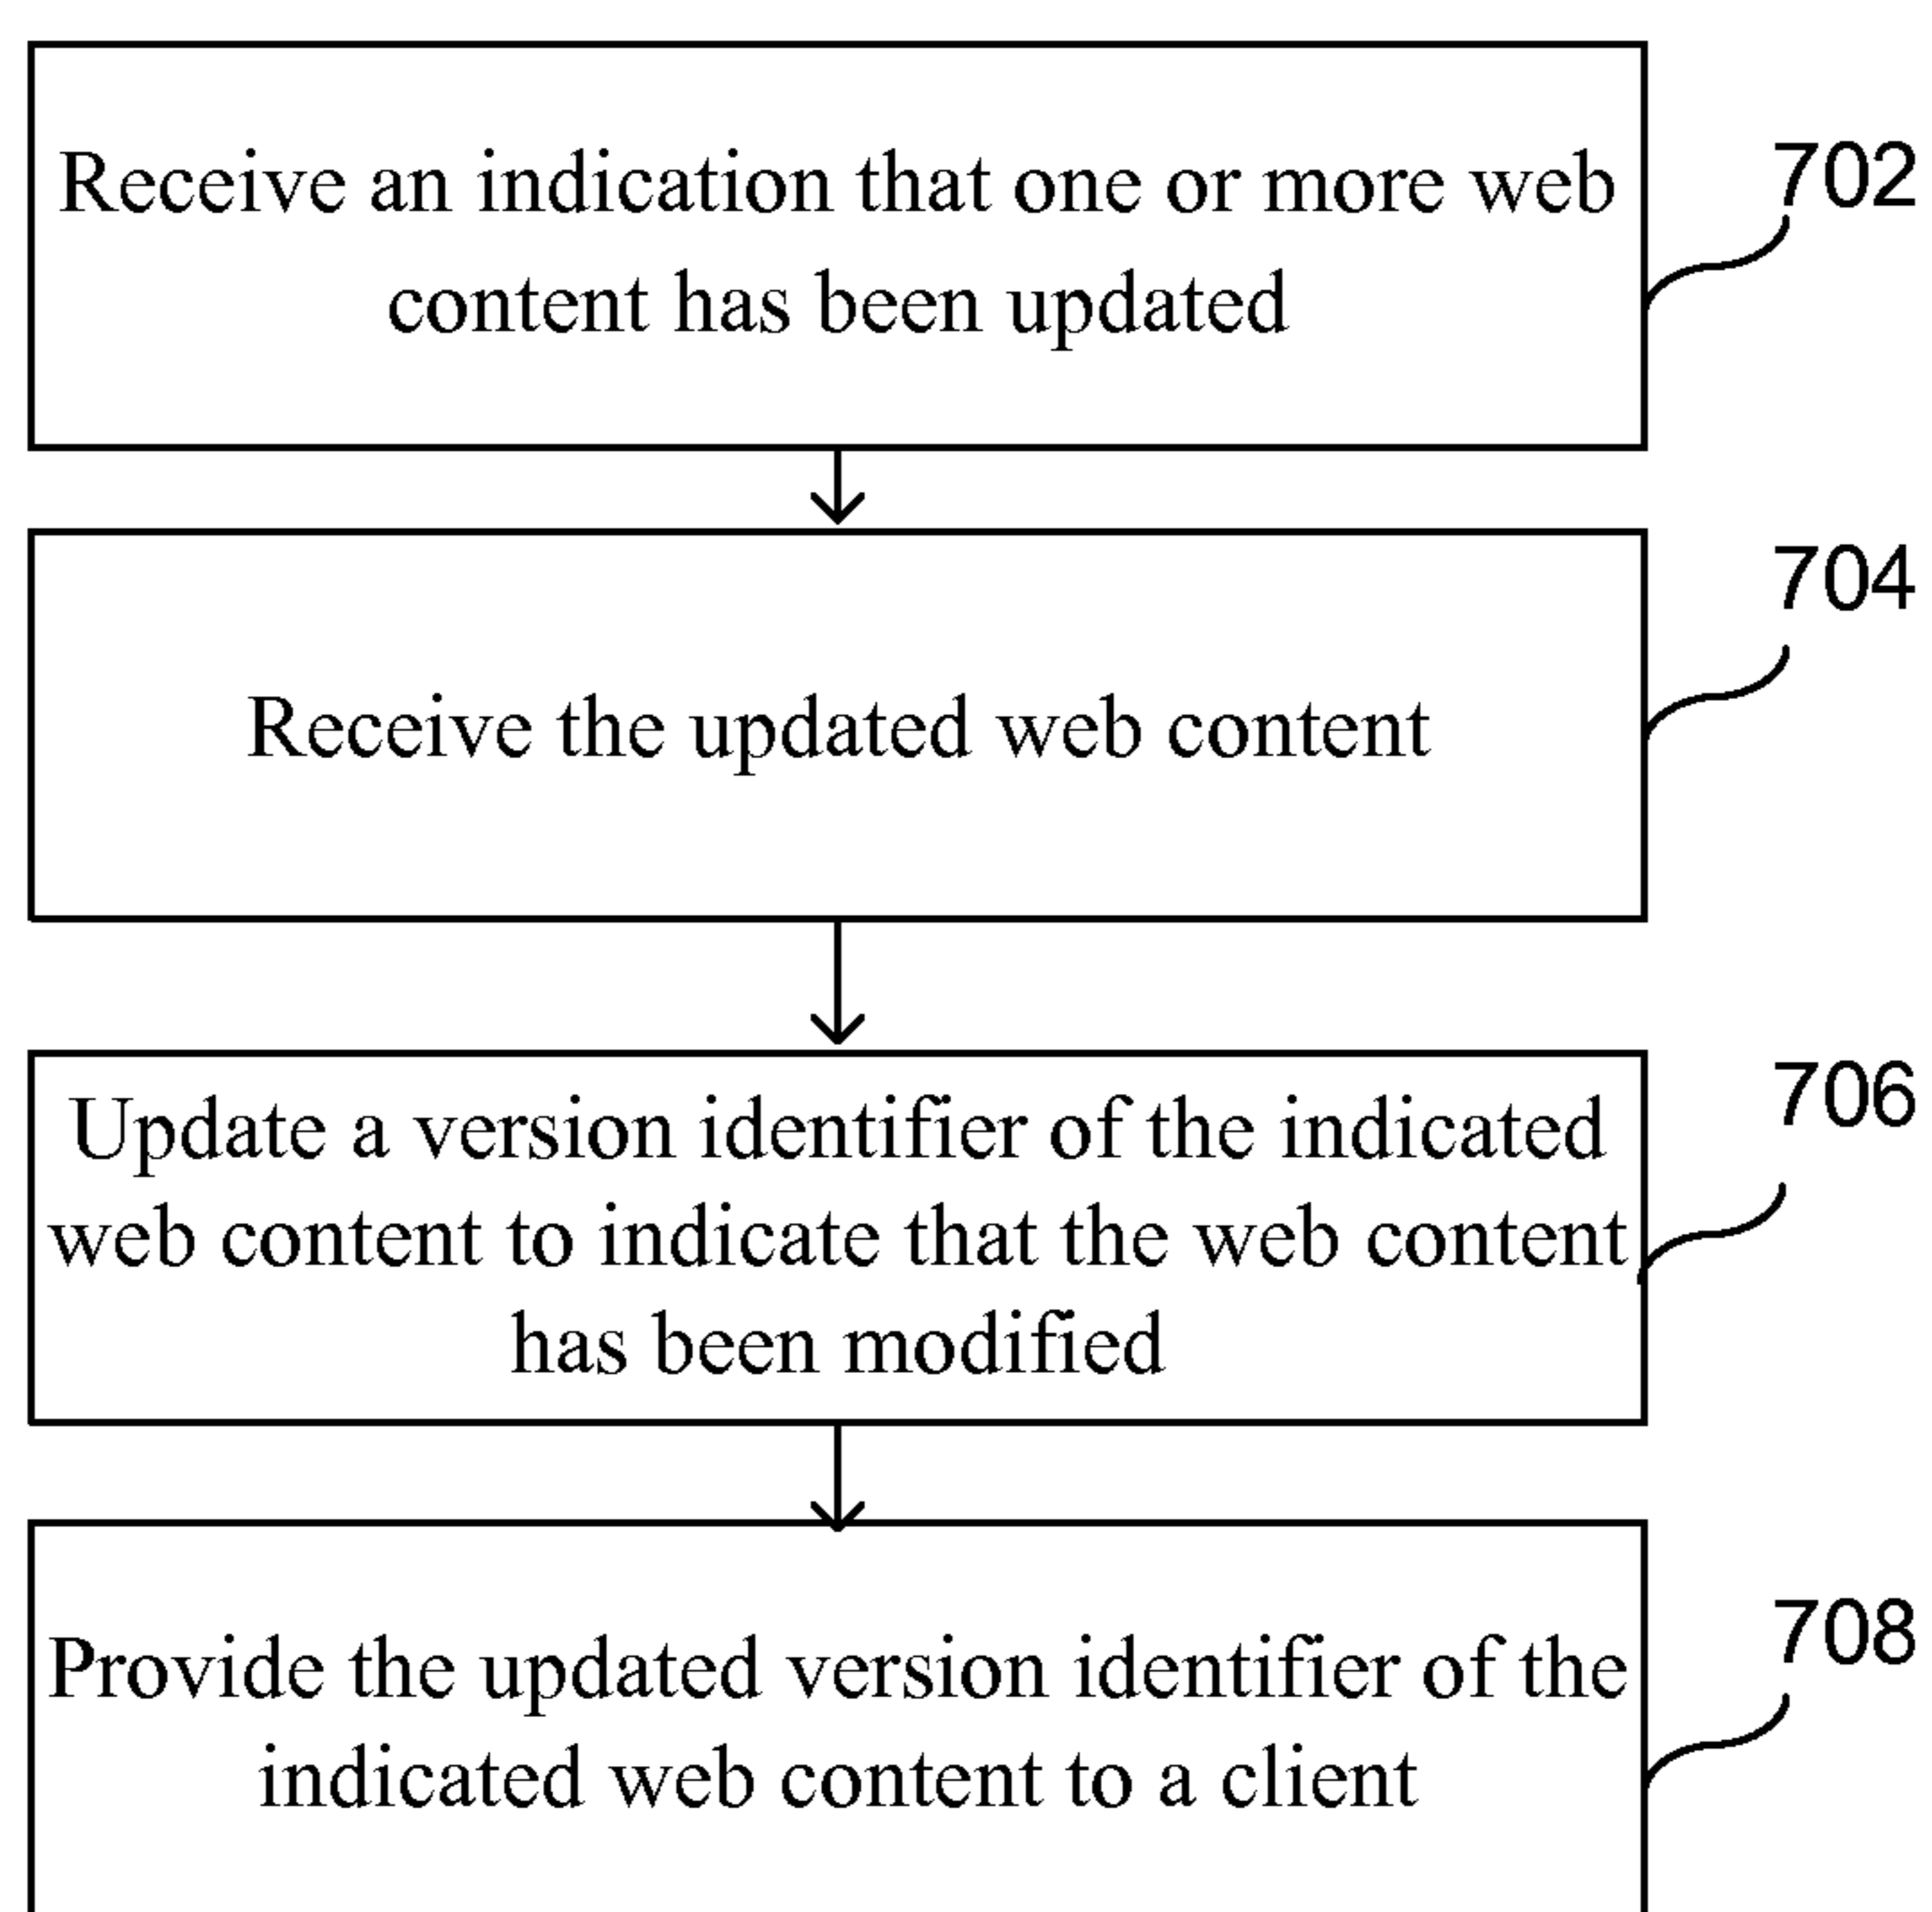 Receive an indication that one or more web
content has been updated
702
Receive the updated web content
704
Update a version identifier of the indicated
web content to indicate that the web content
has been modified
706
Provide the updated version identifier of the
indicated web content to a client
708